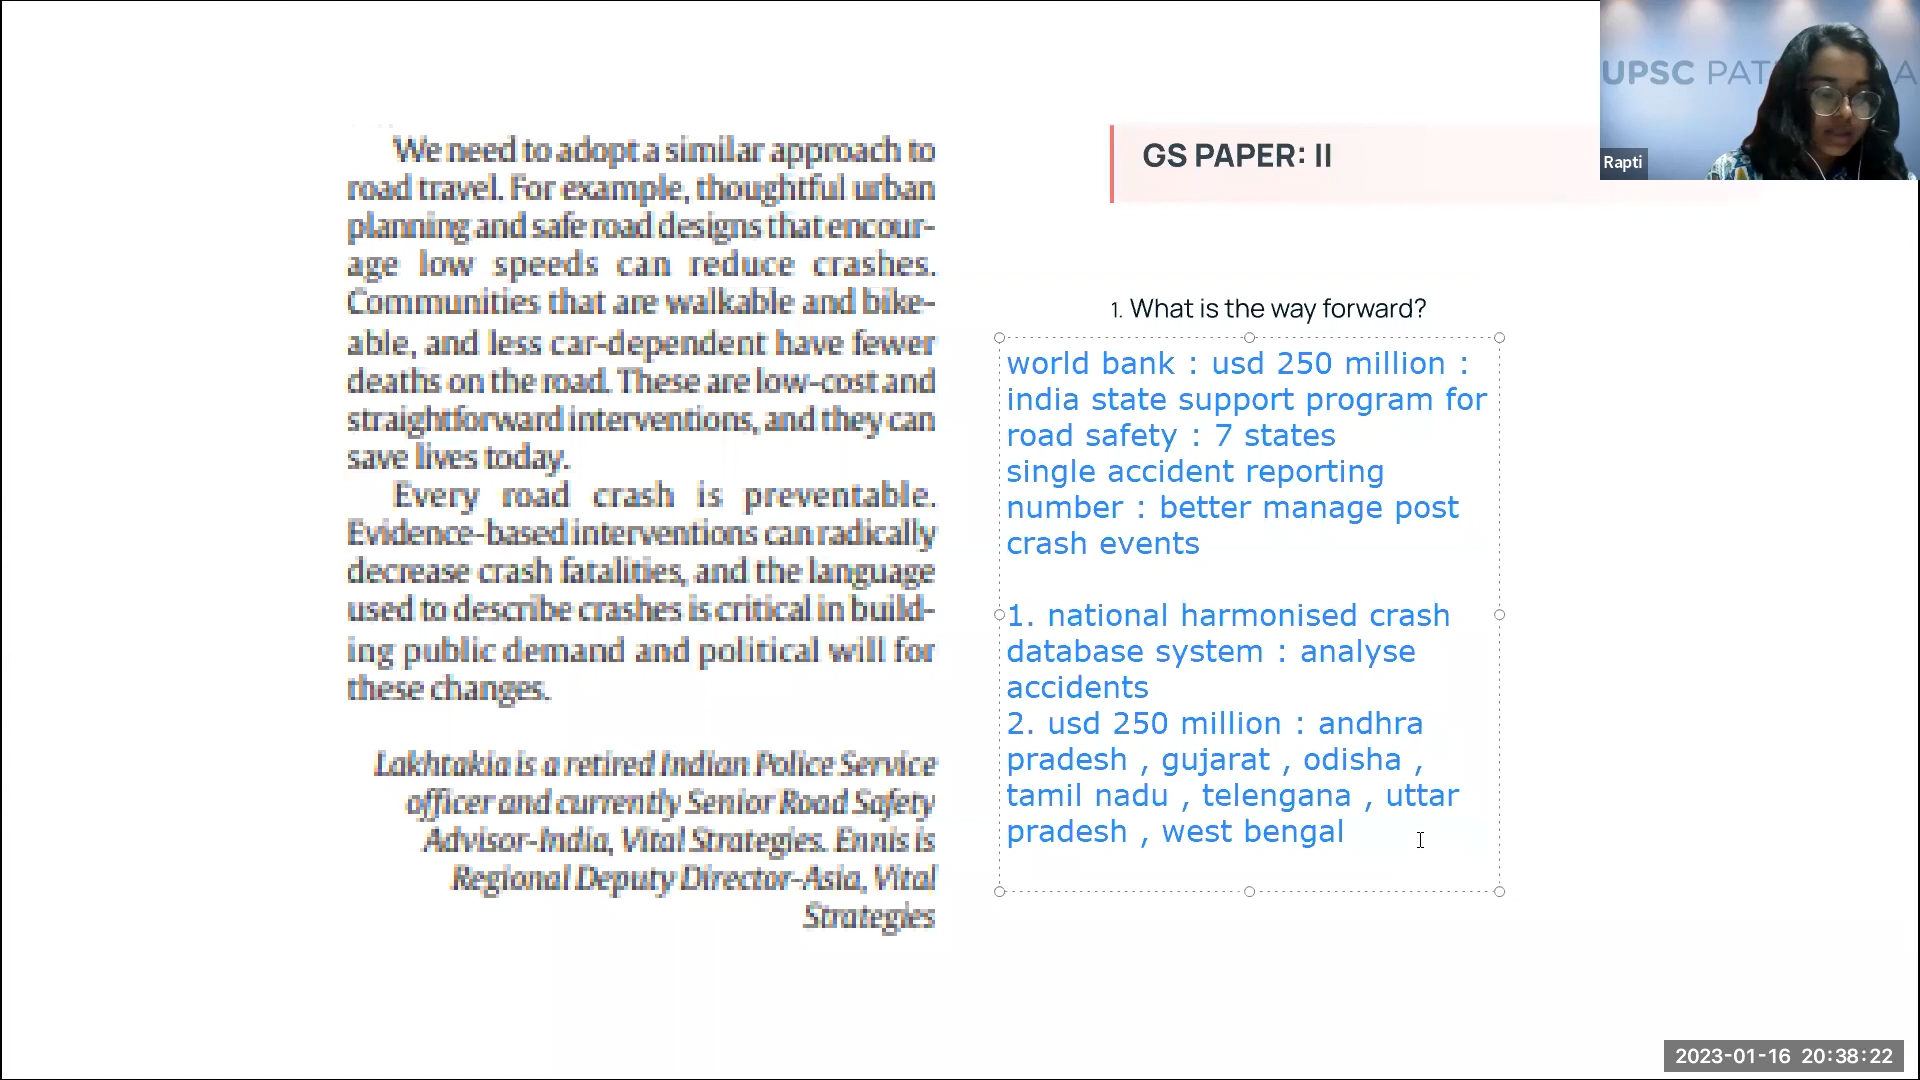 We need to adopt a similar approach to
road travel. For example, thoughtful urban
planning and safe road designs that encour-
age low speeds can reduce crashes.
Communities that are walkable and bike-
able, and less car-dependent have fewer
deaths on the road. These are low-cost and
straightforward interventions, and they can
save lives today.
Every road crash is preventable.
Evidence-based interventions can radically
decrease crash fatalities, and the language
used to describe crashes is critical in build-
ing public demand and political will for
these changes.
Lakhtakia is a retired Indian Police Service
officer and currently Senior Road Safety
Advisor-India, Vital Strategies. Ennis is
Regional Deputy Director-Asia, Vital
Strategies
GS PAPER: II
1. What is the way forward?
world bank : usd 250 million :
india state support program for
road safety : 7 states
single accident reporting
number : better manage post
crash events
1. national harmonised crash
database system : analyse
accidents
2. usd 250 million : andhra
pradesh , gujarat , odisha ,
tamil nadu , telengana , uttar
pradesh , west bengal
UPSC
Rapti
2023-01-16 20:38:22